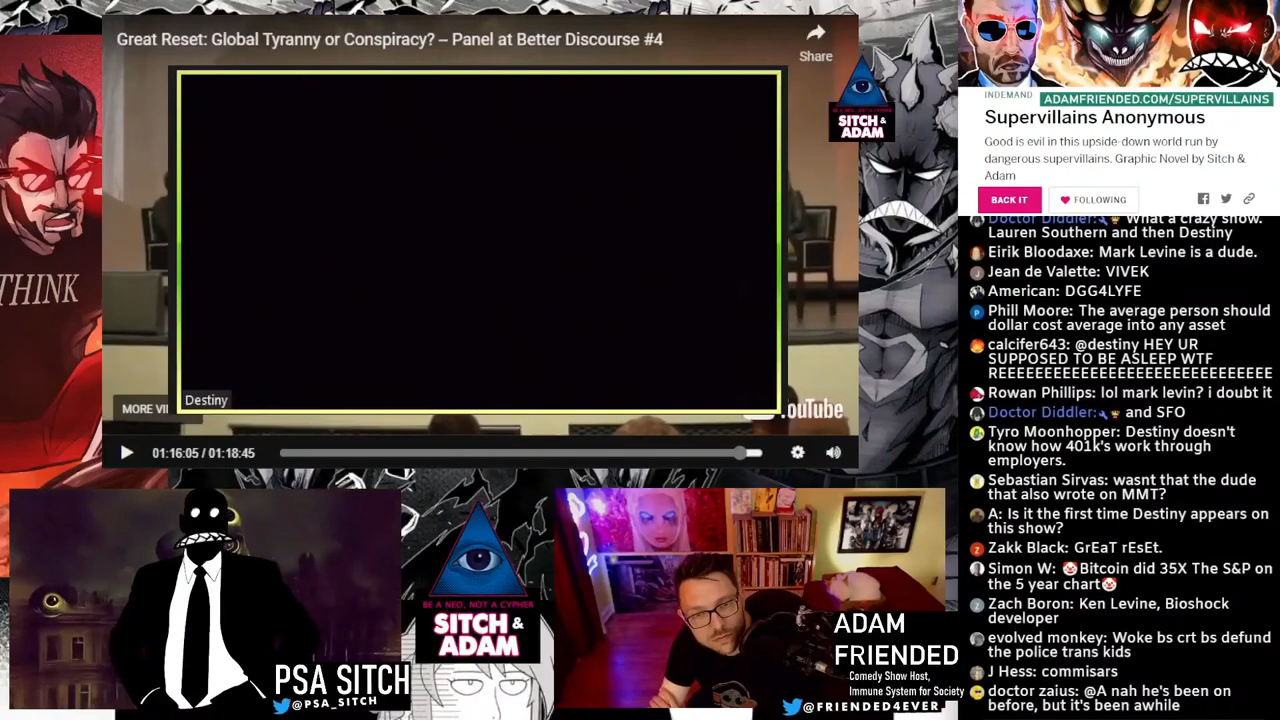 Great Reset: Global Tyranny or Conspiracy? – Panel at Better Discourse #4
Share
SITCH &
ADAM
Destiny
MORE VI
ouTube
01:16:05 / 01:18:45
THINK
INDEMAND
ADAMFRIENDED.COM/SUPERVILLAINS
Supervillains Anonymous
Good is evil in this upside-down world run by
dangerous supervillains. Graphic Novel by Sitch &
Adam
BACK IT
FOLLOWING
Doctor Diddler: What a crazy show.
Lauren Southern and then Destiny
Eirik Bloodaxe: Mark Levine is a dude.
Jean de Valette: VIVEK
American: DGG4LYFE
Phill Moore: The average person should
dollar cost average into any asset
calcifer643: @destiny HEY UR
SUPPOSED TO BE ASLEEP WTF
REEEEEEEEEEEEEEEEEEEEEEEEEEEE
Rowan Phillips: lol mark levin? i doubt it
Doctor Diddler: and SFO
Tyro Moonhopper: Destiny doesn't
know how 401k's work through
employers.
Sebastian Sirvas: wasnt that the dude
that also wrote on MMT?
A: Is it the first time Destiny appears on
this show?
Zakk Black: GrEaT rEsEt.
Simon W: 🤡Bitcoin did 35X The S&P on
the 5 year chart🤡
Zach Boron: Ken Levine, Bioshock
developer
evolved monkey: Woke bs crt bs defund
the police trans kids
J Hess: commisars
doctor zaius: @A nah he's been on
before, but it's been awhile
PSA SITCH
@PSA_SITCH
BE A NEO, NOT A CYPHER
SITCH &
ADAM
ADAM
FRIENDED
Comedy Show Host,
Immune System for Society
@FRIENDED4EVER